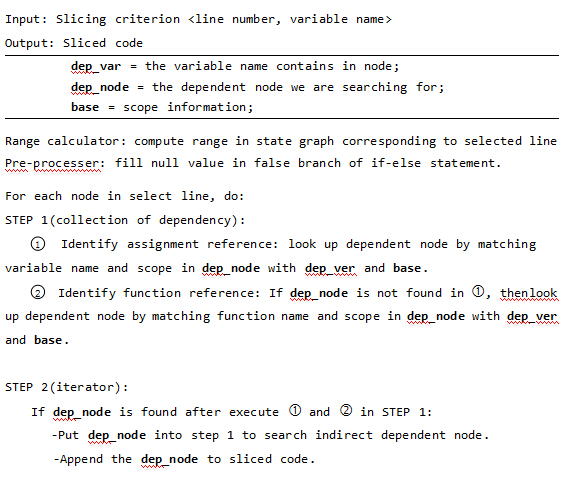 Input: Slicing criterion <line number, variable name>
Output: Sliced code
dep_var = the variable name contains in node;
dep_node = the dependent node we are searching for;
base = scope information;
Range calculator: compute range in state graph corresponding to selected line
Pre-processer: fill null value in false branch of if-else statement.
For each node in select line, do:
STEP 1(collection of dependency):
① Identify assignment reference: look up dependent node by matching
variable name and scope in dep_node with dep_ver and base.
② Identify function reference: If dep_node is not found in ①, thenlook
up dependent node by matching function name and scope in dep_node with dep_ver
and base.
STEP 2(iterator):
If dep_node is found after execute ① and ② in STEP 1:
-Put dep_node into step 1 to search indirect dependent node.
-Append the dep_node to sliced code.